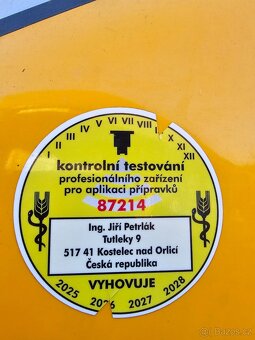 I II III IV V VI VII VIII IX X XI XII
kontrolní testování
profesionálního zařízení
pro aplikaci přípravků
87214
Ing. Jiří Petrlák
Tutleky 9
517 41 Kostelec nad Orlicí
Česká republika
VYHOVUJE
2025 2026 2027 2028